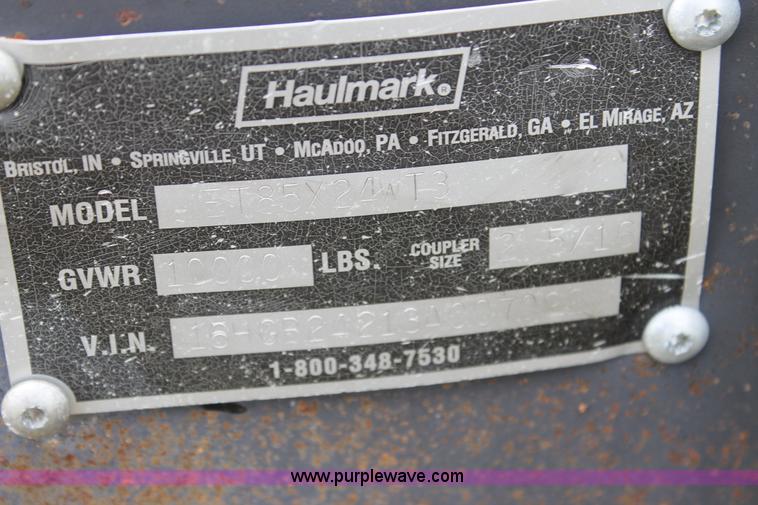 Haulmark®
BRISTOL, IN • SPRINGVILLE, UT • MCADOO, PA • FITZGERALD, GA • EL MIRAGE, AZ
MODEL
GVWR 10000 LBS. COUPLER SIZE
V.I.N.
1-800-348-7530
www.purplewave.com